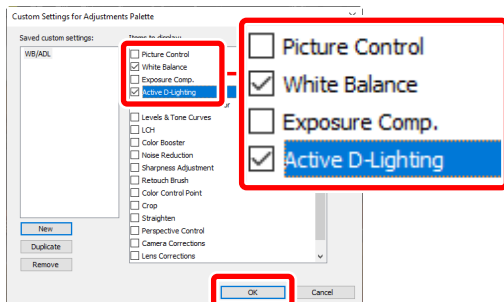 Custom Settings for Adjustments Palette
Saved custom settings:
Items to display:
WB/ADL
Picture Control
White Balance
Exposure Comp.
Active D-Lighting
Levels & Tone Curves
LCH
Color Booster
Noise Reduction
Sharpness Adjustment
Retouch Brush
Color Control Point
Crop
Straighten
Perspective Control
Camera Corrections
Lens Corrections
New
Duplicate
Remove
OK
Cancel
Picture Control
White Balance
Exposure Comp.
Active D-Lighting